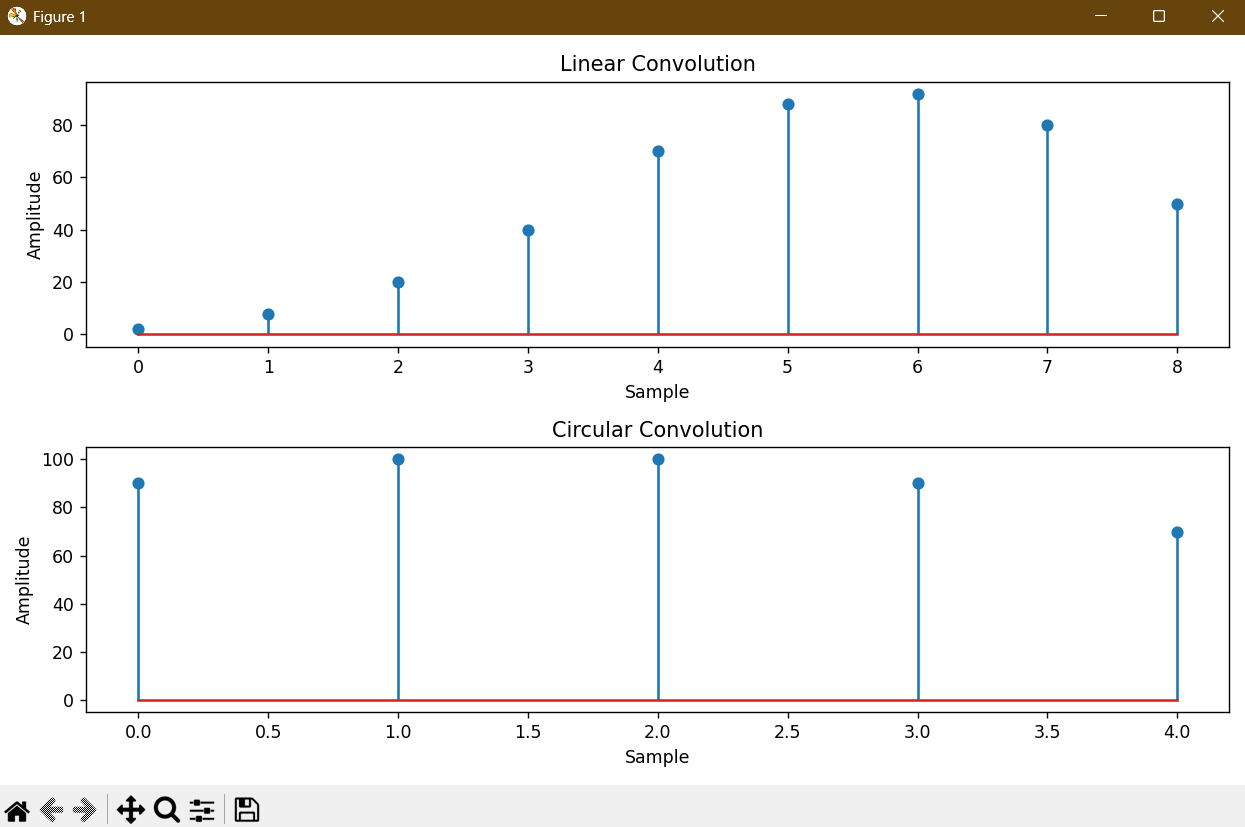 Figure 1
Linear Convolution
80
60
40
20
0
Amplitude
0 1 2 3 4 5 6 7 8
Sample
Circular Convolution
100
80
60
40
20
0
Amplitude
0.0 0.5 1.0 1.5 2.0 2.5 3.0 3.5 4.0
Sample